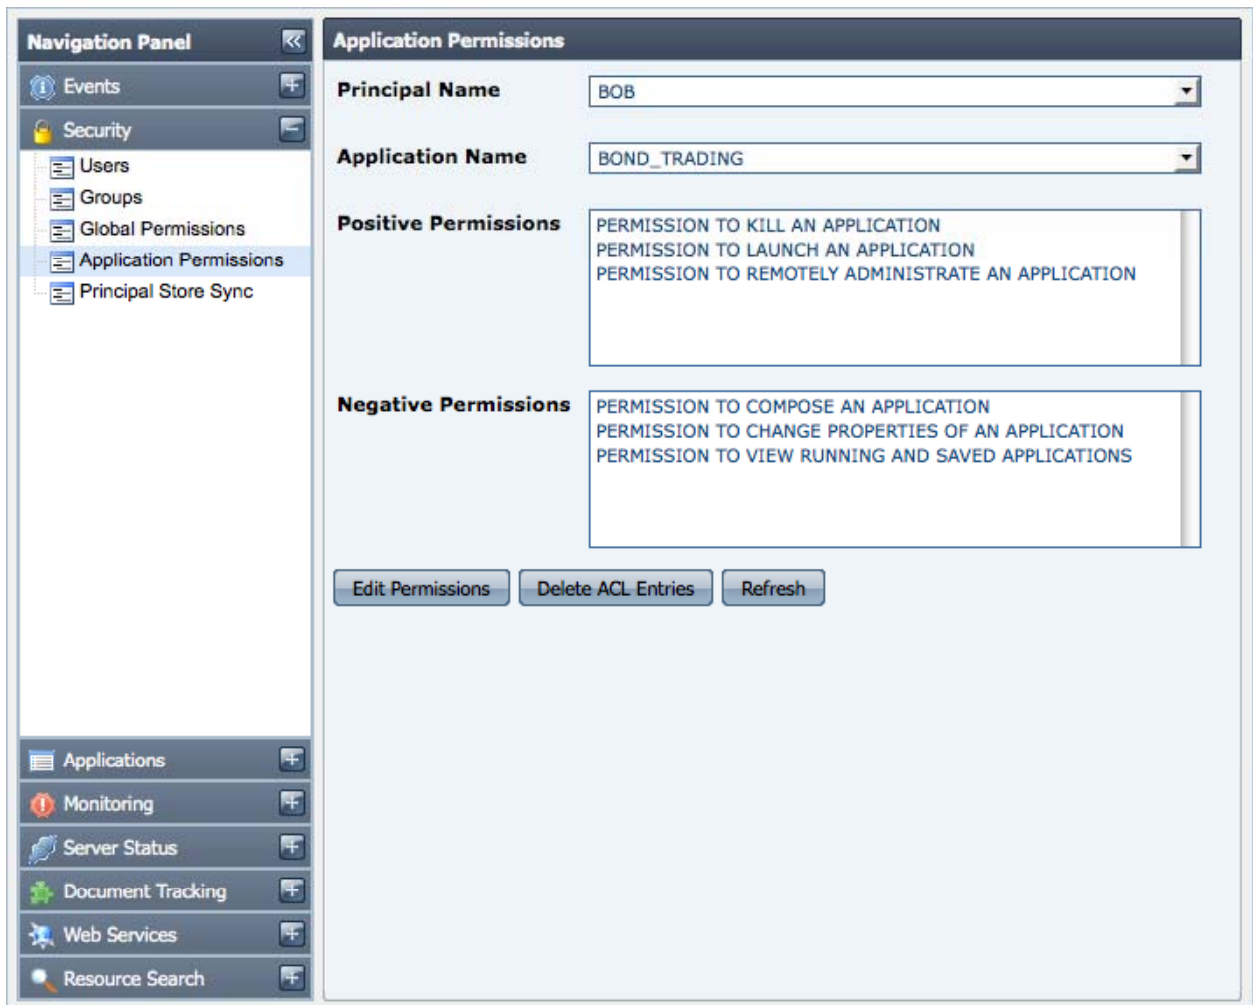 Navigation Panel
Events
Security
Users
Groups
Global Permissions
Application Permissions
Principal Store Sync
Applications
Monitoring
Server Status
Document Tracking
Web Services
Resource Search
Application Permissions
Principal Name
BOB
Application Name
BOND_TRADING
Positive Permissions
PERMISSION TO KILL AN APPLICATION
PERMISSION TO LAUNCH AN APPLICATION
PERMISSION TO REMOTELY ADMINISTRATE AN APPLICATION
Negative Permissions
PERMISSION TO COMPOSE AN APPLICATION
PERMISSION TO CHANGE PROPERTIES OF AN APPLICATION
PERMISSION TO VIEW RUNNING AND SAVED APPLICATIONS
Edit Permissions
Delete ACL Entries
Refresh